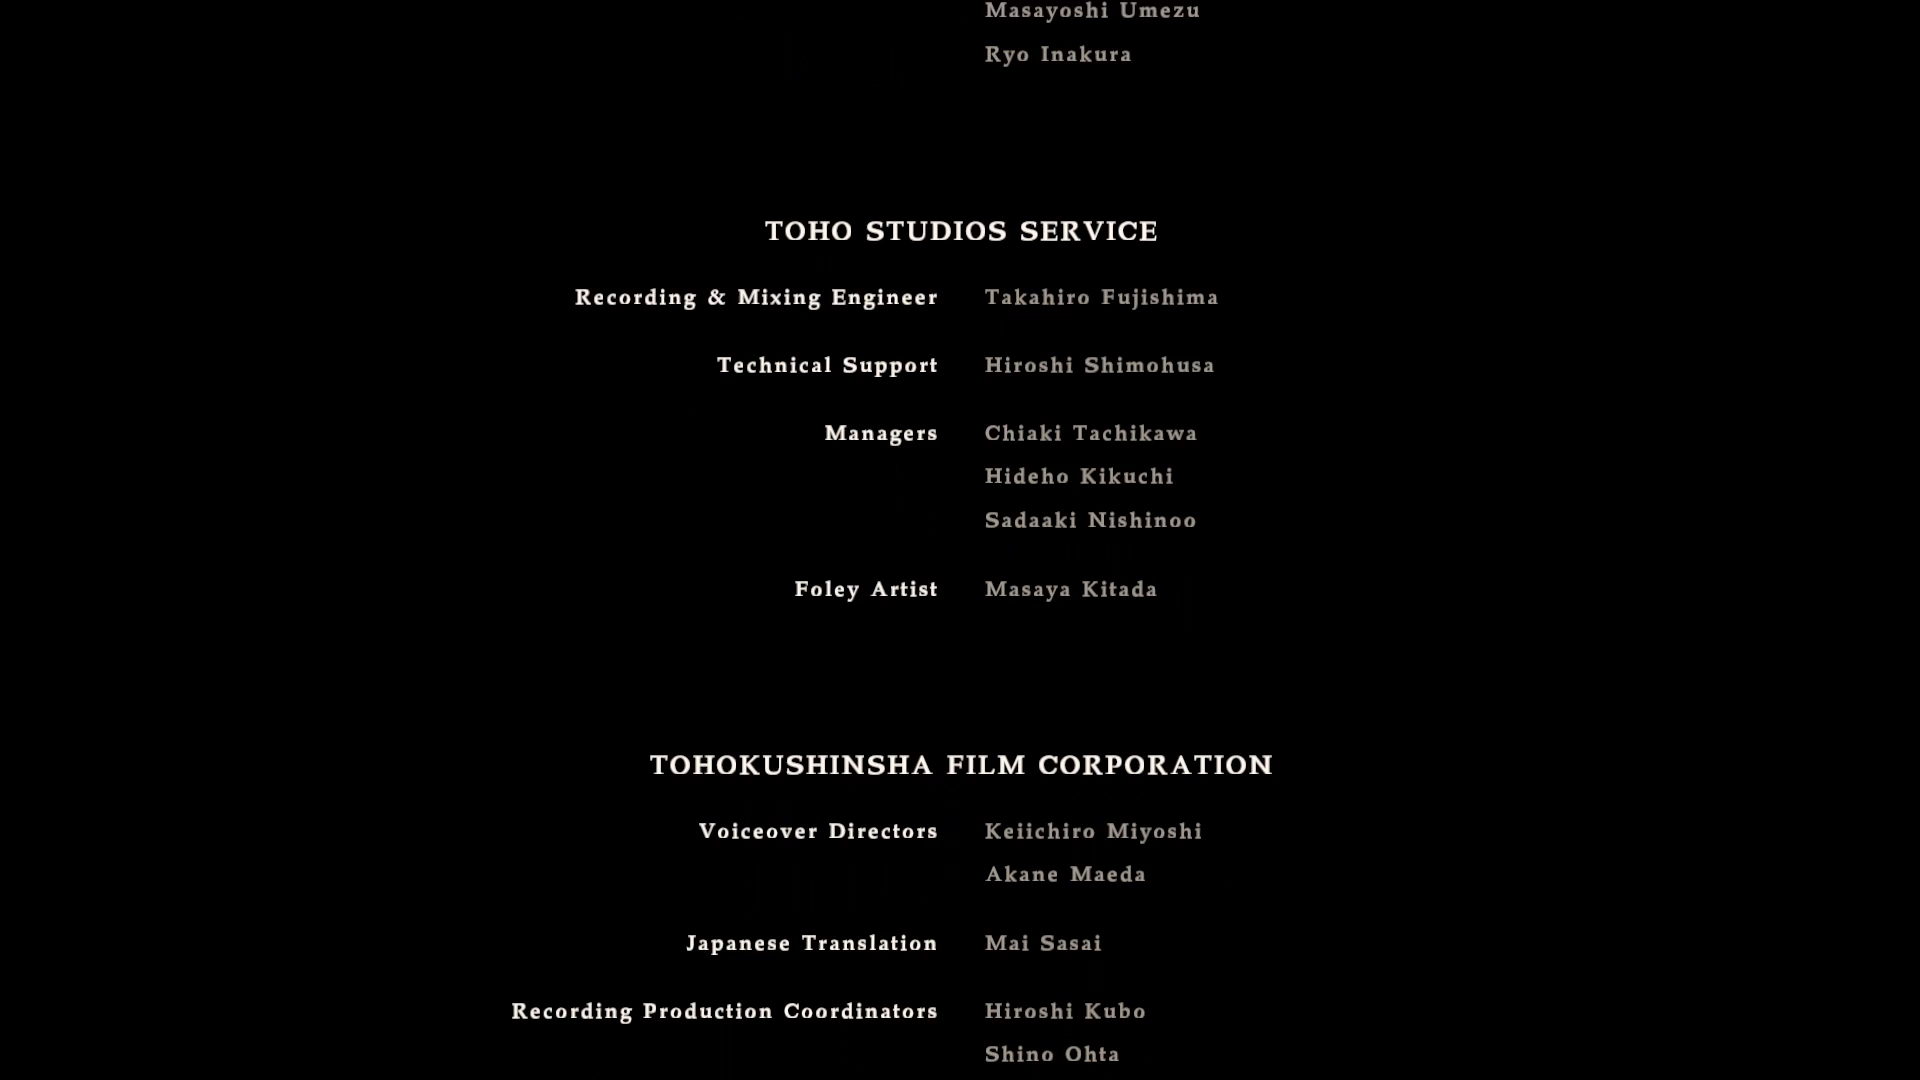 Masayoshi Umezu
Ryo Inakura
TOHO STUDIOS SERVICE
Recording & Mixing Engineer Takahiro Fujishima
Technical Support Hiroshi Shimohusa
Managers Chiaki Tachikawa
Hideho Kikuchi
Sadaaki Nishinoo
Foley Artist Masaya Kitada
TOHOKUSHINSHA FILM CORPORATION
Voiceover Directors Keiichiro Miyoshi
Akane Maeda
Japanese Translation Mai Sasai
Recording Production Coordinators Hiroshi Kubo
Shino Ohta